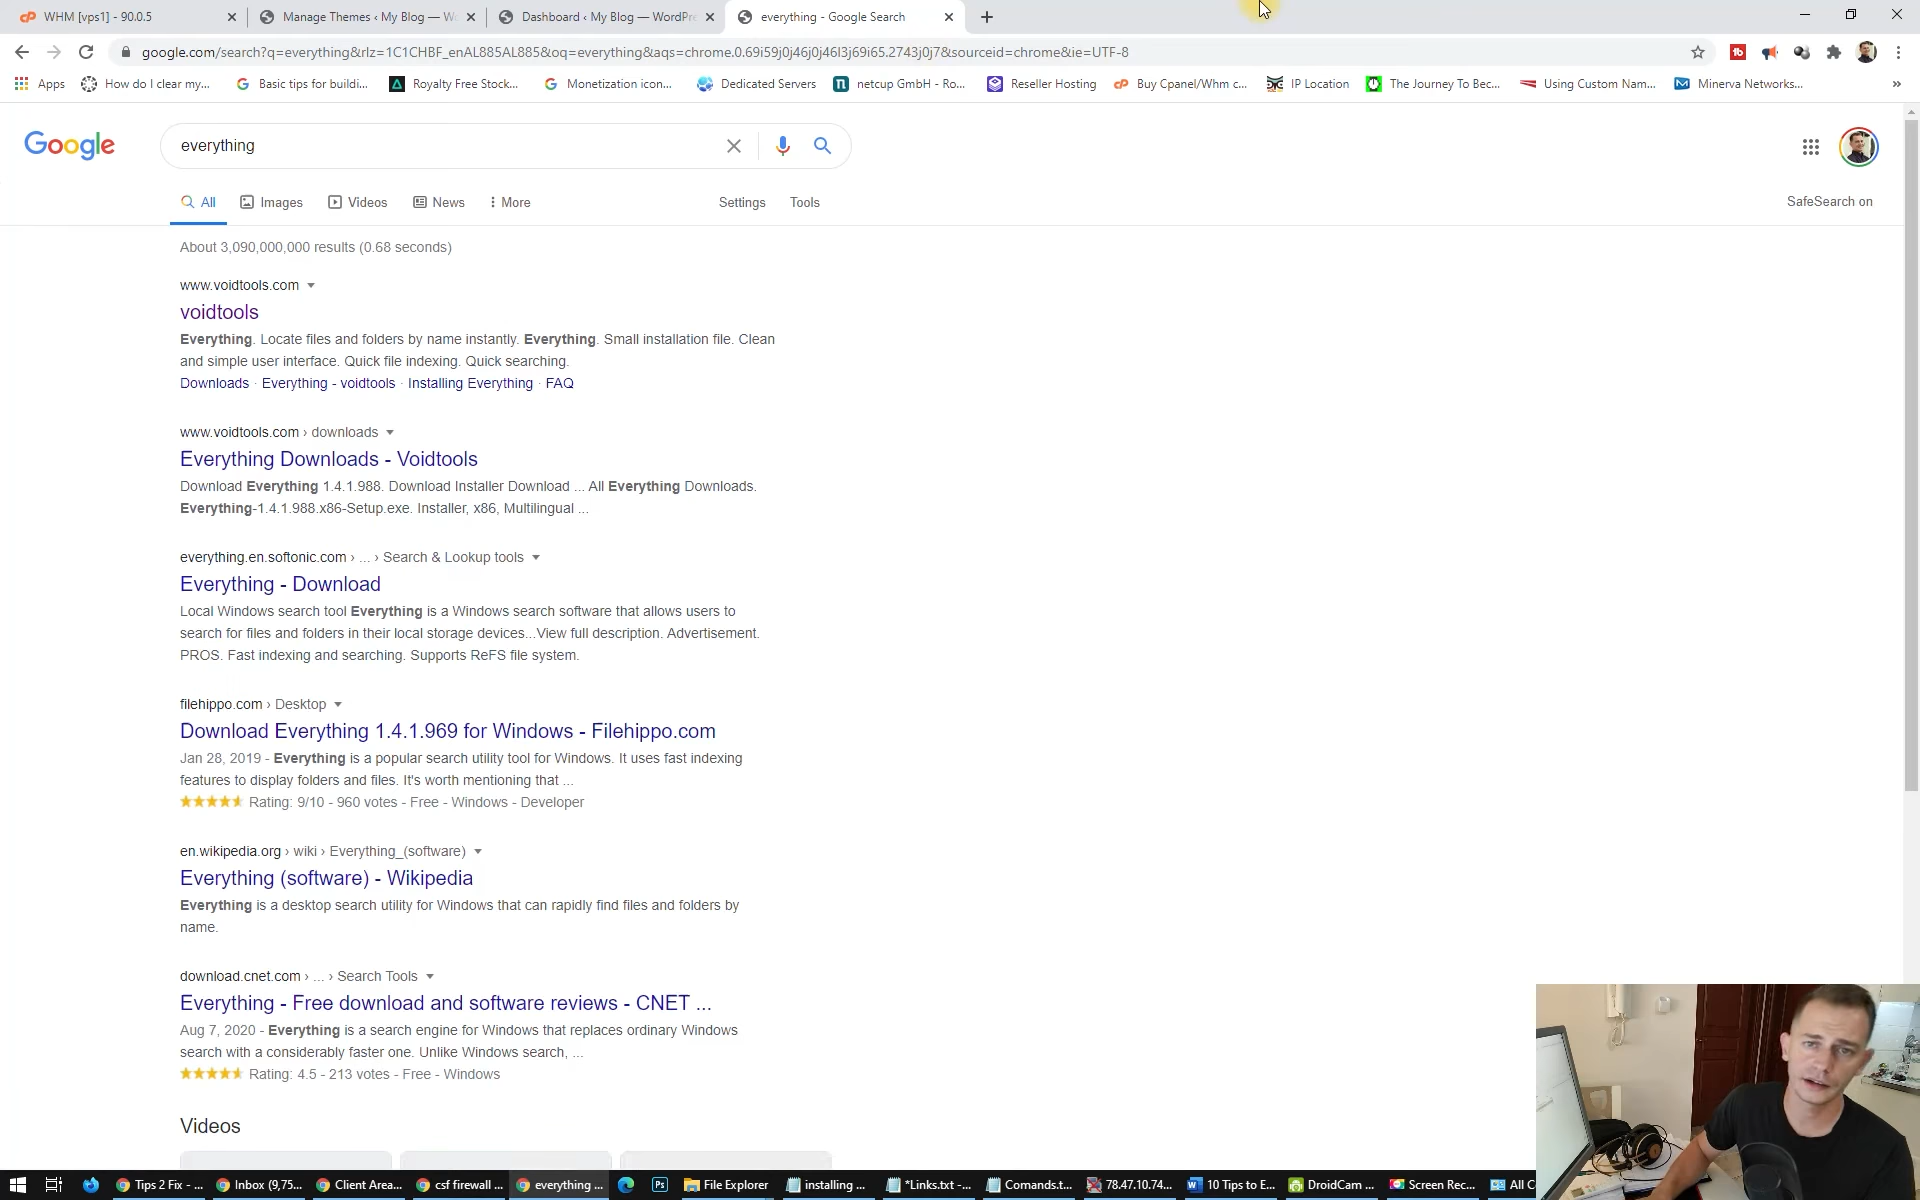 WHM [vps1] - 90.0.5
Manage Themes ‹ My Blog — Wo
Dashboard ‹ My Blog — WordPre
everything - Google Search
google.com/search?q=everything&rlz=1C1CHBF_enAL885AL885&oq=everything&aqs=chrome.0.69i59j0j46j0j46l3j69i65.2743j0j7&sourceid=chrome&ie=UTF-8
Apps
How do I clear my...
Basic tips for buildi...
Royalty Free Stock...
Monetization icon...
Dedicated Servers
netcup GmbH - Ro...
Reseller Hosting
Buy Cpanel/Whm c...
IP Location
The Journey To Bec...
Using Custom Nam...
Minerva Networks...
»
Google
everything
All
Images
Videos
News
More
Settings
Tools
SafeSearch on
About 3,090,000,000 results (0.68 seconds)
www.voidtools.com
voidtools
Everything. Locate files and folders by name instantly. Everything. Small installation file. Clean
and simple user interface. Quick file indexing. Quick searching.
Downloads · Everything - voidtools · Installing Everything · FAQ
www.voidtools.com › downloads
Everything Downloads - Voidtools
Download Everything 1.4.1.988. Download Installer Download ... All Everything Downloads.
Everything-1.4.1.988.x86-Setup.exe. Installer, x86, Multilingual ...
everything.en.softonic.com › ... › Search & Lookup tools
Everything - Download
Local Windows search tool Everything is a Windows search software that allows users to
search for files and folders in their local storage devices...View full description. Advertisement.
PROS. Fast indexing and searching. Supports ReFS file system.
filehippo.com › Desktop
Download Everything 1.4.1.969 for Windows - Filehippo.com
Jan 28, 2019 - Everything is a popular search utility tool for Windows. It uses fast indexing
features to display folders and files. It's worth mentioning that ...
Rating: 9/10 - 960 votes - Free - Windows - Developer
en.wikipedia.org › wiki › Everything_(software)
Everything (software) - Wikipedia
Everything is a desktop search utility for Windows that can rapidly find files and folders by
name.
download.cnet.com › ... › Search Tools
Everything - Free download and software reviews - CNET ...
Aug 7, 2020 - Everything is a search engine for Windows that replaces ordinary Windows
search with a considerably faster one. Unlike Windows search, ...
Rating: 4.5 - 213 votes - Free - Windows
Videos
Tips 2 Fix - ...
Inbox (9,75...
Client Area...
csf firewall ...
everything ...
Ps
File Explorer
installing ...
*Links.txt -...
Comands.t...
78.47.10.74...
10 Tips to E...
DroidCam ...
Screen Rec...
All C